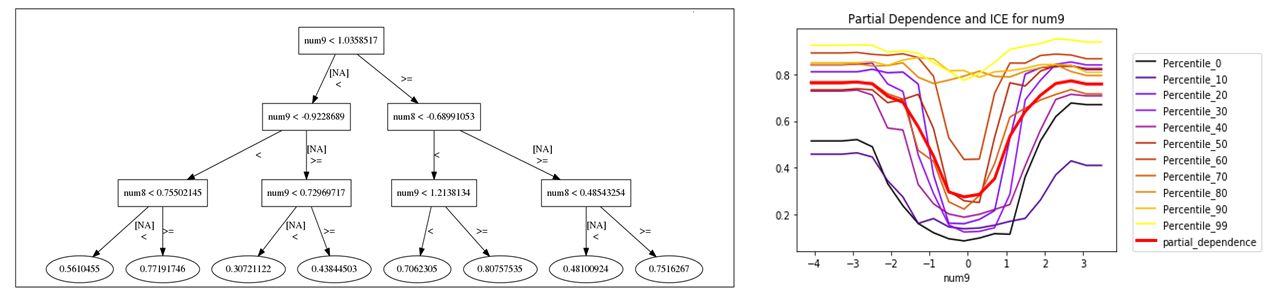 num9 < 1.0358517
[NA]
<
>=
num9 < -0.9228689
num8 < -0.68991053
<
[NA]
>=
<
[NA]
>=
num8 < 0.75502145
num9 < 0.72969717
num9 < 1.2138134
num8 < 0.48543254
[NA]
<
>=
[NA]
<
>=
<
>=
[NA]
<
>=
0.5610455
0.77191746
0.30721122
0.43844503
0.7062305
0.80757535
0.48100924
0.7516267
Partial Dependence and ICE for num9
0.8
0.6
0.4
0.2
−4 −3 −2 −1 0 1 2 3
num9
Percentile_0
Percentile_10
Percentile_20
Percentile_30
Percentile_40
Percentile_50
Percentile_60
Percentile_70
Percentile_80
Percentile_90
Percentile_99
partial_dependence